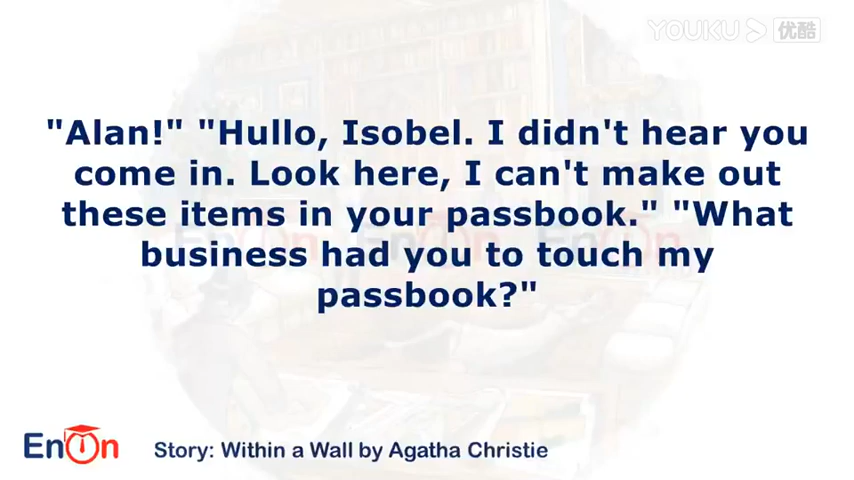 YOUKU 优酷
"Alan!" "Hullo, Isobel. I didn't hear you
come in. Look here, I can't make out
these items in your passbook." "What
business had you to touch my
passbook?"
EnOn
Story: Within a Wall by Agatha Christie